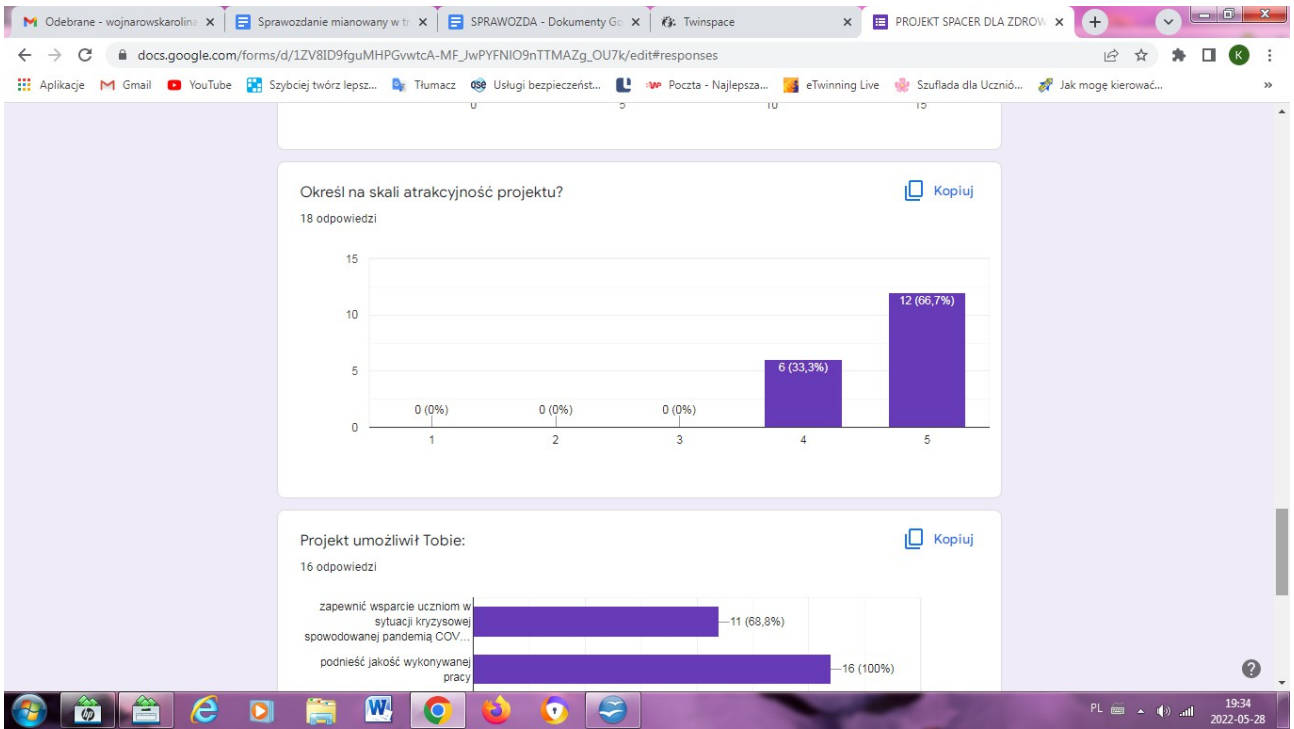 Odebrane - wojnarowskarolina
Sprawozdanie mianowany w tr
SPRAWOZDA - Dokumenty Go
Twinspace
PROJEKT SPACER DLA ZDROW
docs.google.com/forms/d/1ZV8ID9fguMHPGvwtcA-MF_JwPYFNIO9nTTMAZg_OU7k/edit#responses
K
Aplikacje
Gmail
YouTube
Szybciej twórz lepsz...
Tłumacz
OSE Usługi bezpieczeńst...
WP Poczta - Najlepsza...
eTwinning Live
Szuflada dla Ucznió...
Jak mogę kierować...
»
0 5 10 15
Określ na skali atrakcyjność projektu?
Kopiuj
18 odpowiedzi
15
10
5
0
0 (0%)
0 (0%)
0 (0%)
6 (33,3%)
12 (66,7%)
1 2 3 4 5
Projekt umożliwił Tobie:
Kopiuj
16 odpowiedzi
zapewnić wsparcie uczniom w
sytuacji kryzysowej
spowodowanej pandemią COV...
11 (68,8%)
podnieść jakość wykonywanej
pracy
16 (100%)
PL
19:34
2022-05-28